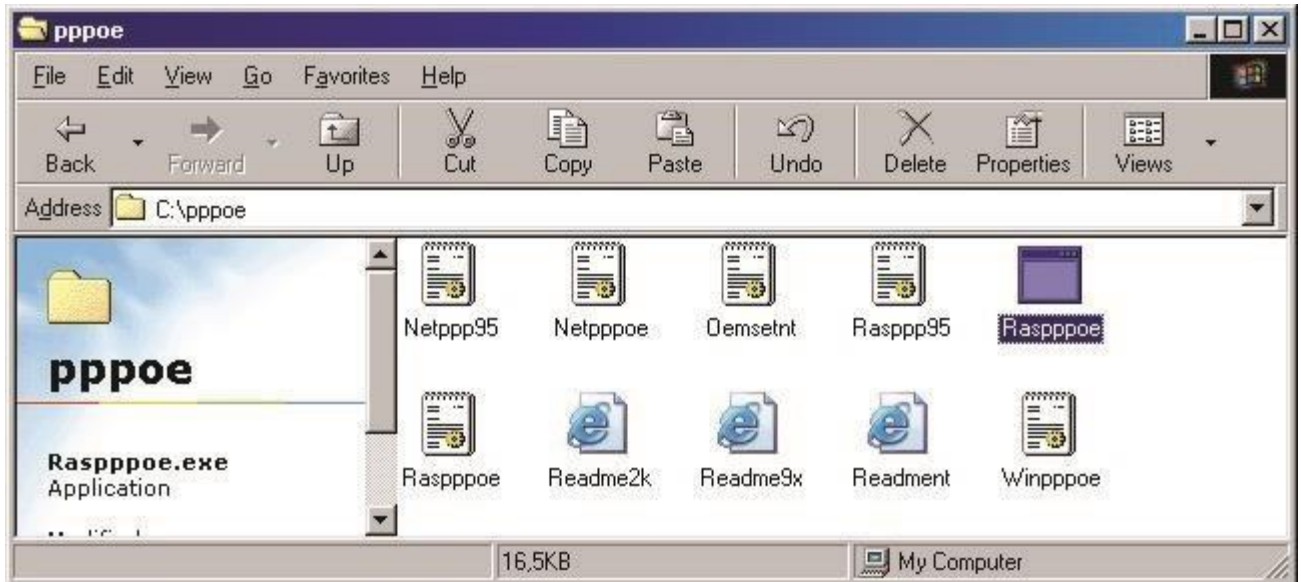 pppoe
File Edit View Go Favorites Help
Back Forward Up Cut Copy Paste Undo Delete Properties Views
Address C:\pppoe
pppoe
Raspppoe.exe
Application
Netppp95 Netpppoe Oemsetnt Rasppp95 Raspppoe
Raspppoe Readme2k Readme9x Readment Winpppoe
16,5KB My Computer